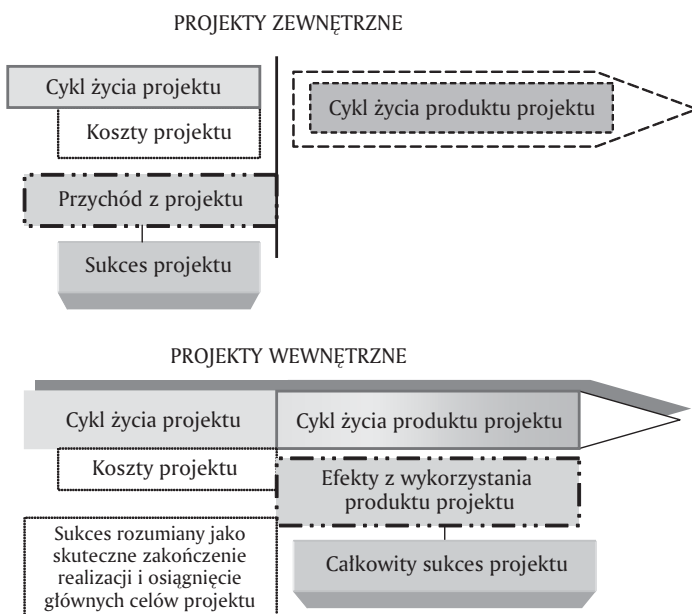 PROJEKTY ZEWNĘTRZNE
Cykl życia projektu
Cykl życia produktu projektu
Koszty projektu
Przychód z projektu
Sukces projektu
PROJEKTY WEWNĘTRZNE
Cykl życia projektu
Cykl życia produktu projektu
Koszty projektu
Efekty z wykorzystania
produktu projektu
Sukces rozumiany jako
skuteczne zakończenie
realizacji i osiągnięcie
głównych celów projektu
Całkowity sukces projektu